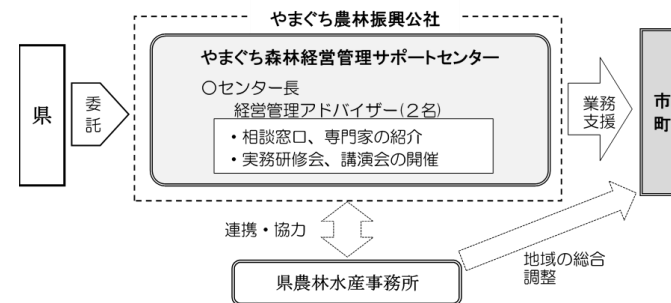 やまぐち農林振興公社
やまぐち森林経営管理サポートセンター
○センター長
経営管理アドバイザー(２名)
・相談窓口、専門家の紹介
・実務研修会、講演会の開催
県
委託
業務支援
市町
連携・協力
県農林水産事務所
地域の総合
調整